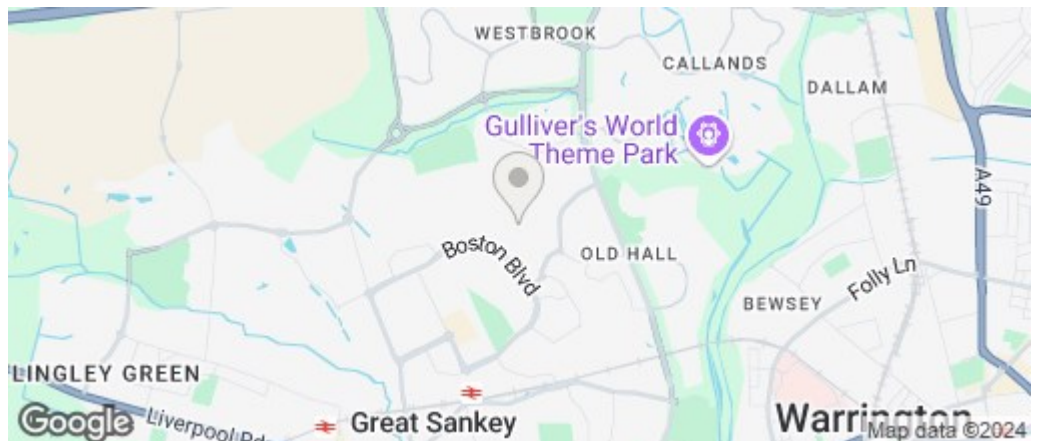 WESTBROOK
CALLANDS
DALLAM
Gulliver's World
Theme Park
A49
Boston Blvd
OLD HALL
Folly Ln
BEWSEY
LINGLEY GREEN
Liverpool Rd
Great Sankey
Warrington
Google
Map data ©2024